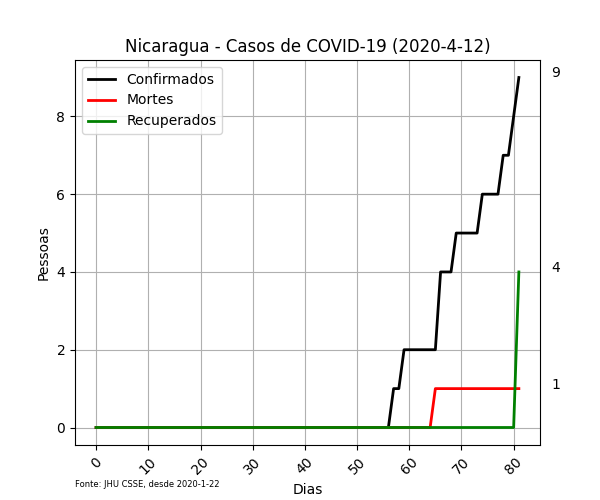 Nicaragua - Casos de COVID-19 (2020-4-12)
Confirmados
Mortes
Recuperados
9
4
1
Pessoas
8
6
4
2
0
0 10 20 30 40 50 60 70 80
Dias
Fonte: JHU CSSE, desde 2020-1-22